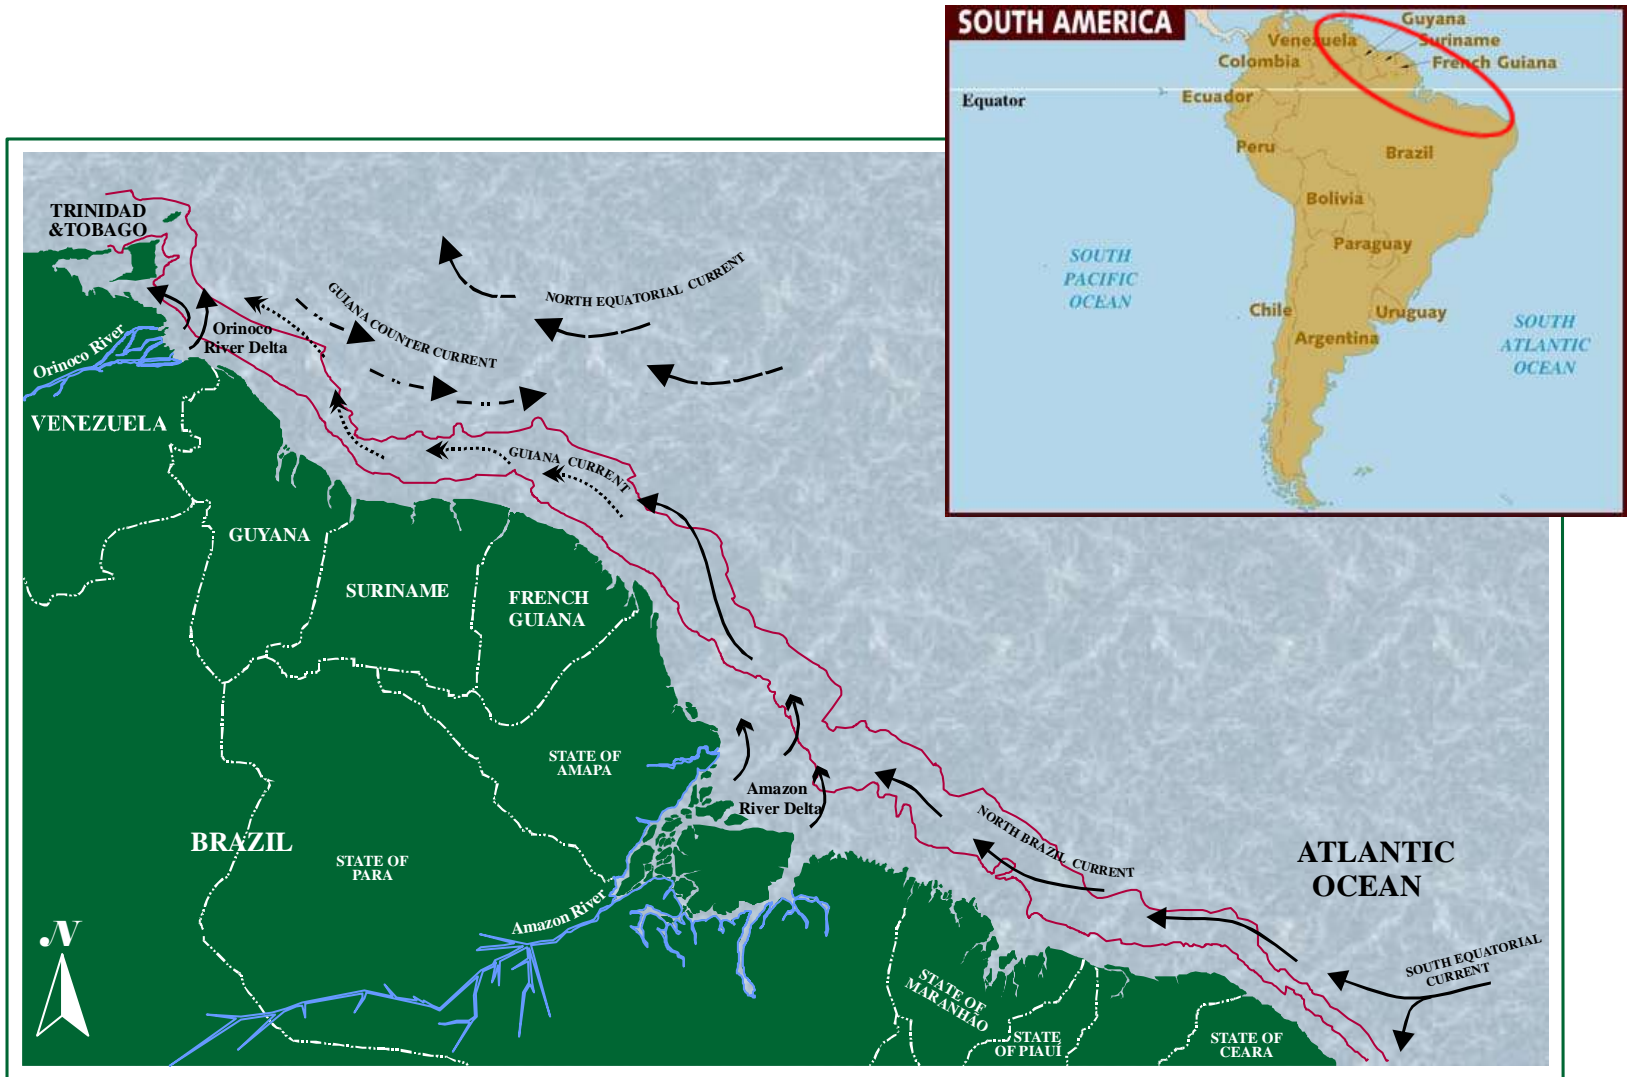 SOUTH AMERICA
Guyana
Venezuela
Suriname
Colombia
French Guiana
Equator
Ecuador
Peru
Brazil
Bolivia
Paraguay
SOUTH
PACIFIC
OCEAN
Chile
Uruguay
Argentina
SOUTH
ATLANTIC
OCEAN
TRINIDAD
&TOBAGO
NORTH EQUATORIAL CURRENT
GUIANA COUNTER CURRENT
Orinoco
River Delta
Orinoco River
VENEZUELA
GUIANA CURRENT
GUYANA
SURINAME
FRENCH
GUIANA
STATE OF
AMAPA
Amazon
River Delta
BRAZIL
STATE OF
PARA
NORTH BRAZIL CURRENT
ATLANTIC
OCEAN
Amazon River
N
SOUTH EQUATORIAL
CURRENT
STATE OF
MARANHÃO
STATE
OF PIAUÍ
STATE OF
CEARA